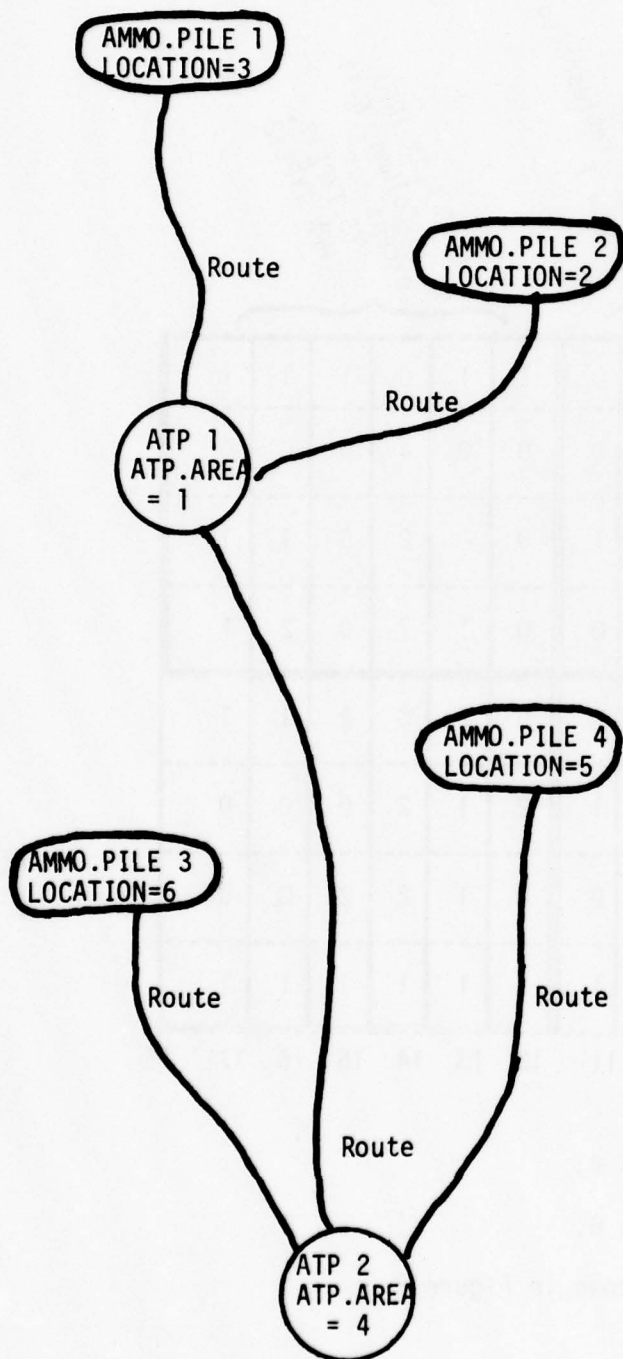 AMMO.PILE 1
LOCATION=3
Route
AMMO.PILE 2
LOCATION=2
Route
ATP 1
ATP.AREA
= 1
AMMO.PILE 4
LOCATION=5
AMMO.PILE 3
LOCATION=6
Route
Route
Route
ATP 2
ATP.AREA
= 4